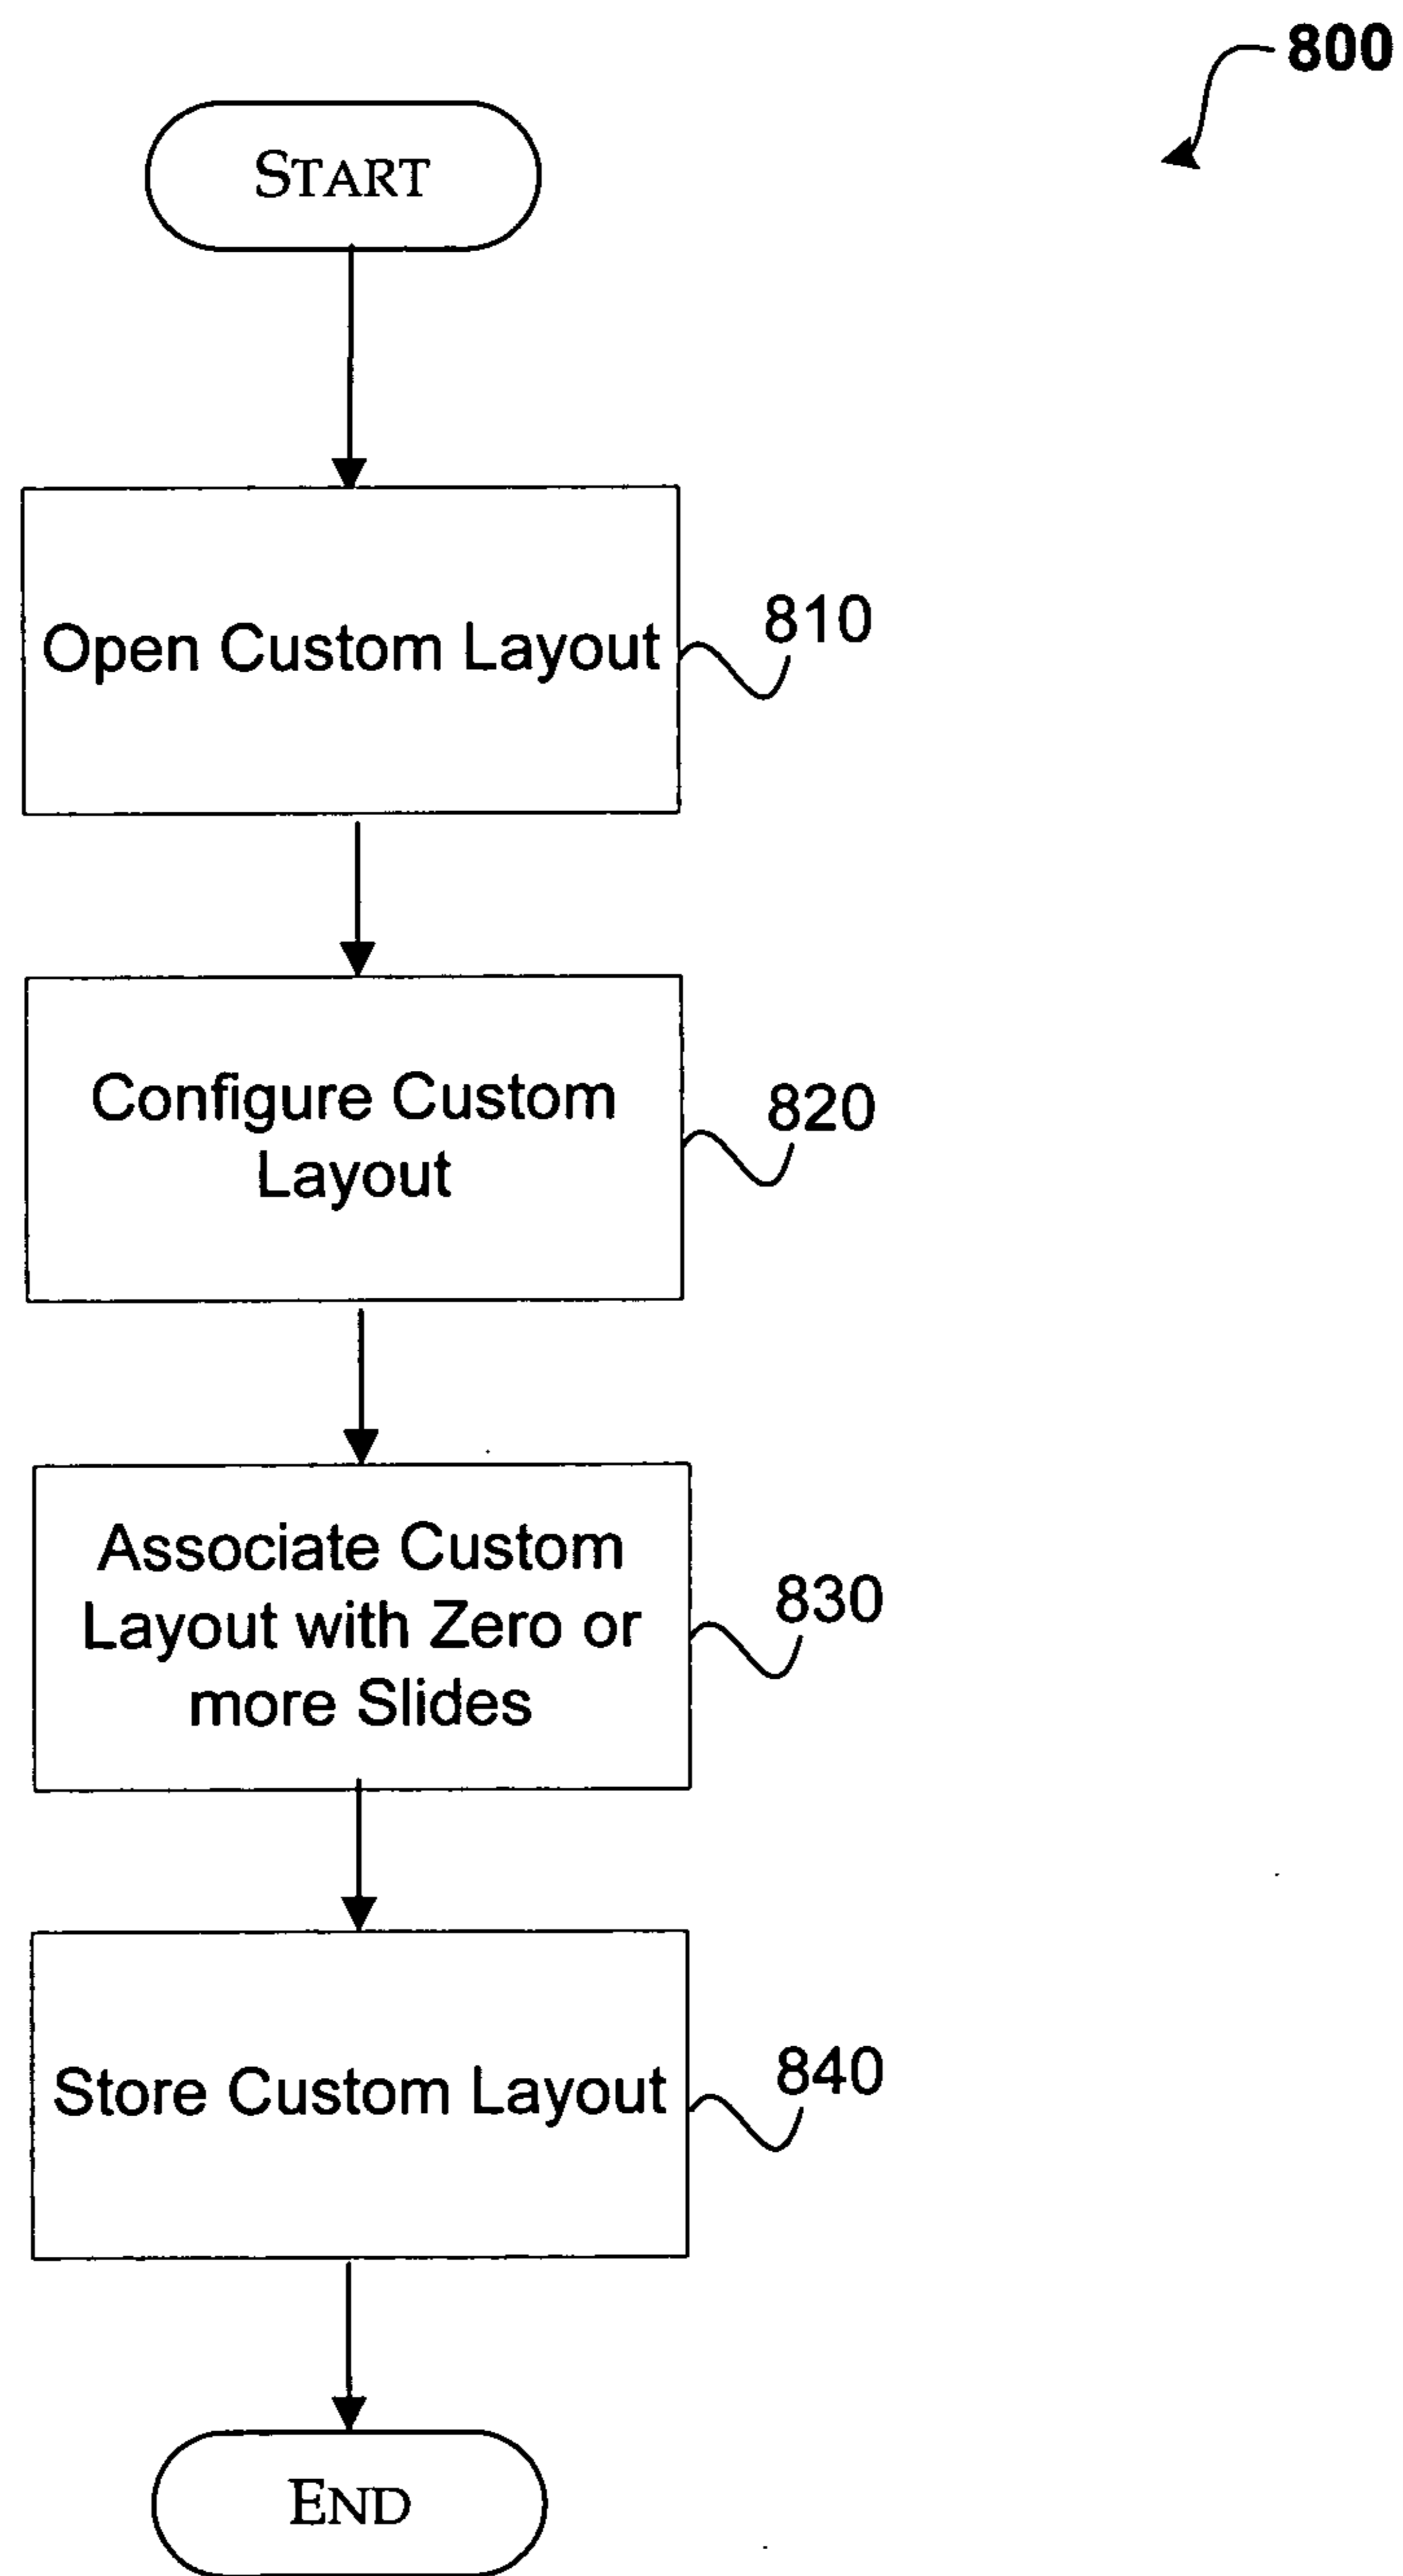 800
START
Open Custom Layout
810
Configure Custom
Layout
820
Associate Custom
Layout with Zero or
more Slides
830
Store Custom Layout
840
END